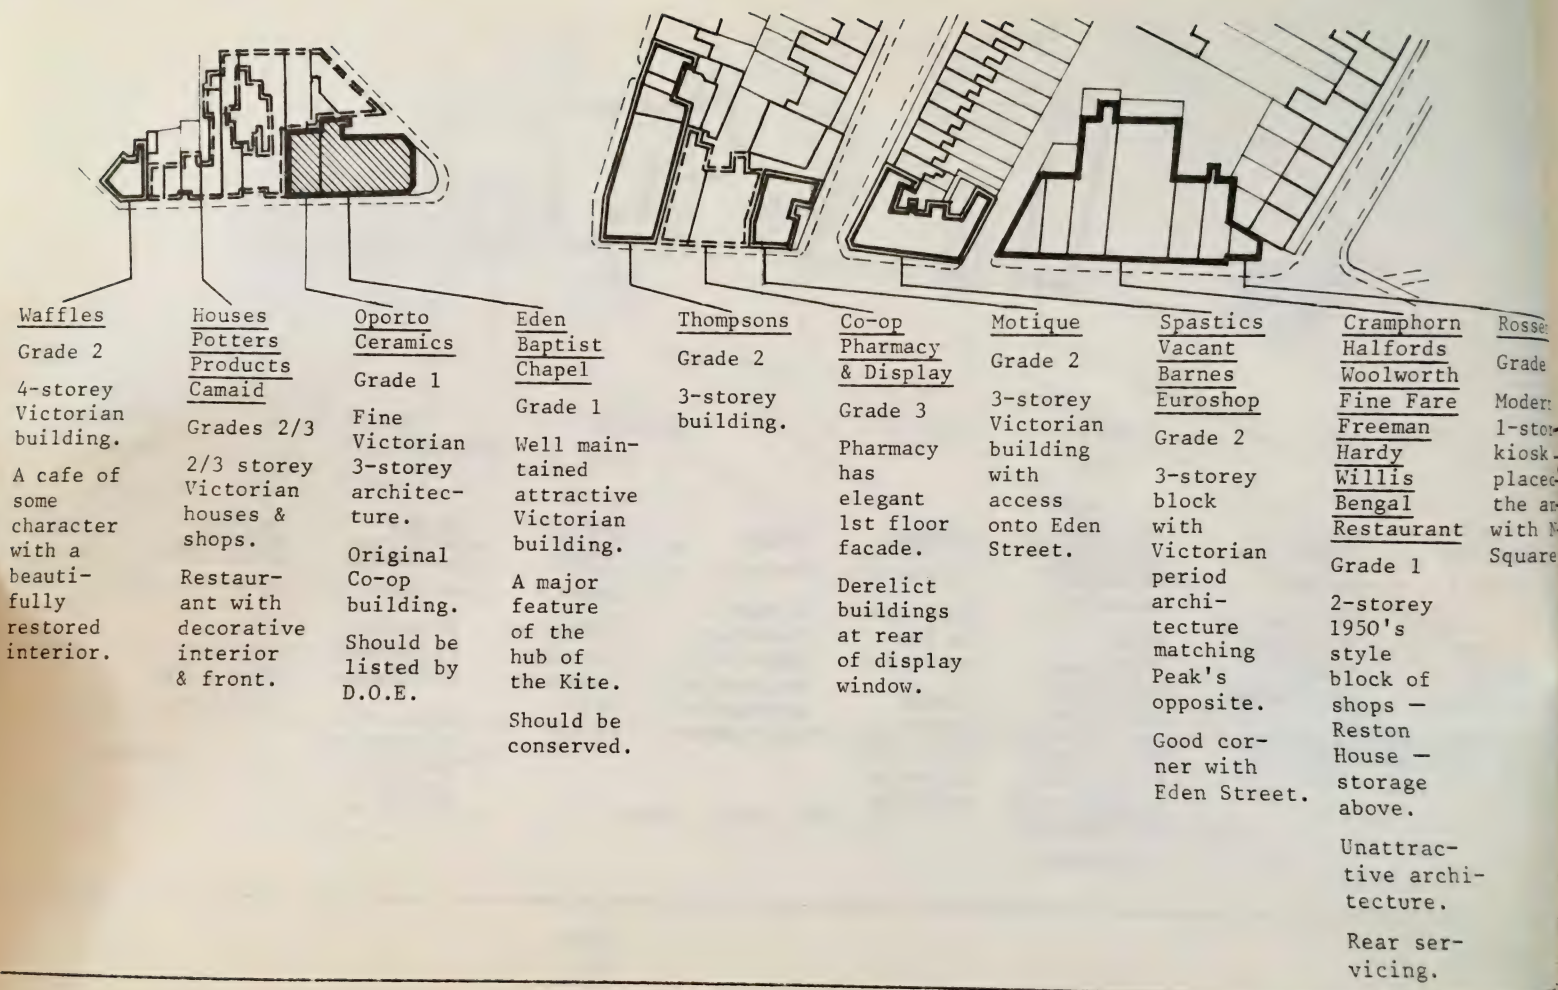 Waffles
Grade 2
4-storey
Victorian
building.
A cafe of
some
character
with a
beauti-
fully
restored
interior.
Houses
Potters
Products
Camaid
Grades 2/3
2/3 storey
Victorian
houses &
shops.
Restaur-
ant with
decorative
interior
& front.
Oporto
Ceramics
Grade 1
Fine
Victorian
3-storey
architec-
ture.
Original
Co-op
building.
Should be
listed by
D.O.E.
Eden
Baptist
Chapel
Grade 1
Well main-
tained
attractive
Victorian
building.
A major
feature
of the
hub of
the Kite.
Should be
conserved.
Thompsons
Grade 2
3-storey
building.
Co-op
Pharmacy
& Display
Grade 3
Pharmacy
has
elegant
1st floor
facade.
Derelict
buildings
at rear
of display
window.
Motique
Grade 2
3-storey
Victorian
building
with
access
onto Eden
Street.
Spastics
Vacant
Barnes
Euroshop
Grade 2
3-storey
block
with
Victorian
period
archi-
tecture
matching
Peak's
opposite.
Good cor-
ner with
Eden Street.
Cramphorn
Halfords
Woolworth
Fine Fare
Freeman
Hardy
Willis
Bengal
Restaurant
Grade 1
2-storey
1950's
style
block of
shops —
Reston
House —
storage
above.
Unattrac-
tive archi-
tecture.
Rear ser-
vicing.
Grade
kiosk
the
with
Square